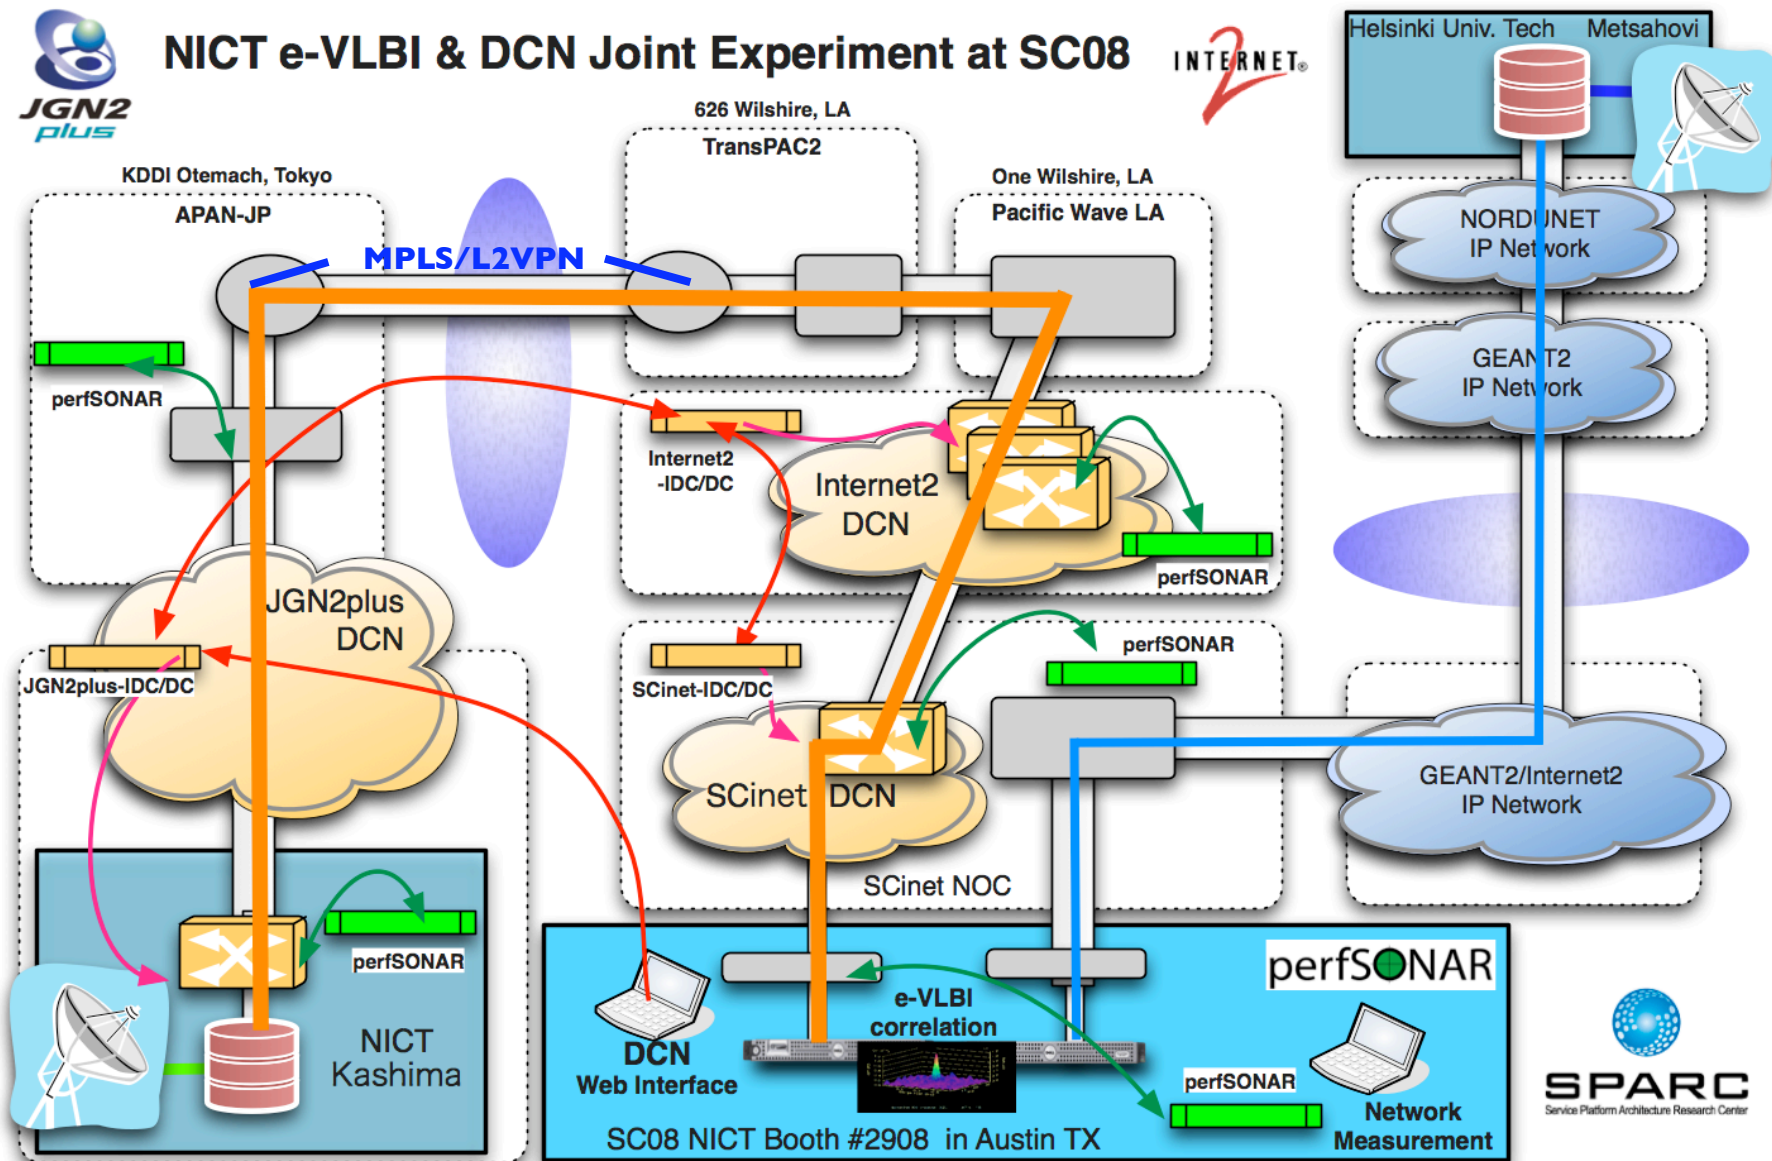 NICT e-VLBI & DCN Joint Experiment at SC08
JGN2
plus
INTERNET®
2
Helsinki Univ. Tech Metsahovi
626 Wilshire, LA
TransPAC2
KDDI Otemach, Tokyo
APAN-JP
One Wilshire, LA
Pacific Wave LA
NORDUNET
IP Network
MPLS/L2VPN
GEANT2
IP Network
perfSONAR
Internet2
-IDC/DC
Internet2
DCN
perfSONAR
JGN2plus
DCN
JGN2plus-IDC/DC
perfSONAR
SCinet-IDC/DC
SCinet DCN
GEANT2/Internet2
IP Network
SCinet NOC
perfSONAR
NICT
Kashima
perfSONAR
e-VLBI
correlation
DCN
Web Interface
perfSONAR
Network
Measurement
SC08 NICT Booth #2908 in Austin TX
SPARC
Service Platform Architecture Research Center